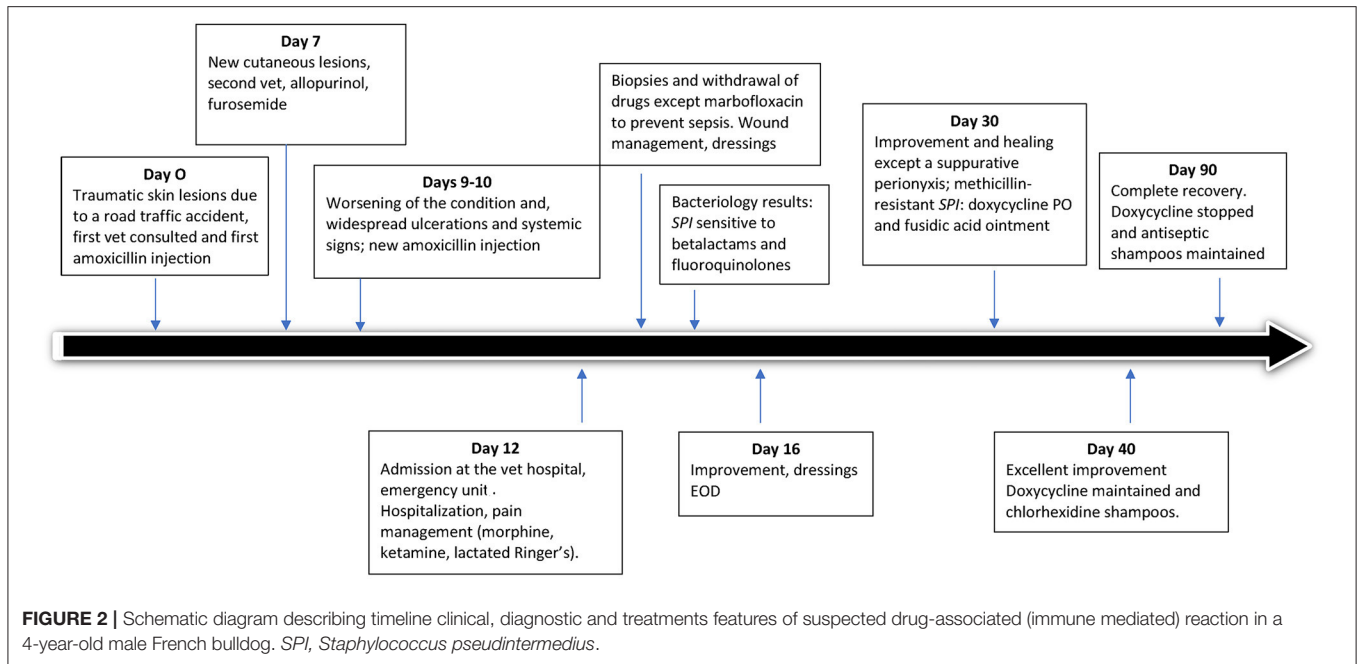 Day O
Traumatic skin lesions due
to a road traffic accident,
first vet consulted and first
amoxicillin injection
Day 7
New cutaneous lesions,
second vet, allopurinol,
furosemide
Days 9-10
Worsening of the condition and,
widespread ulcerations and systemic
signs; new amoxicillin injection
Biopsies and withdrawal of
drugs except marbofloxacin
to prevent sepsis. Wound
management, dressings
Bacteriology results:
SPI sensitive to
betalactams and
fluoroquinolones
Day 30
Improvement and healing
except a suppurative
perionyxis; methicillin-
resistant SPI: doxycycline PO
and fusidic acid ointment
Day 90
Complete recovery.
Doxycycline stopped
and antiseptic
shampoos maintained
Day 12
Admission at the vet hospital,
emergency unit .
Hospitalization, pain
management (morphine,
ketamine, lactated Ringer's).
Day 16
Improvement, dressings
EOD
Day 40
Excellent improvement
Doxycycline maintained and
chlorhexidine shampoos.
FIGURE 2 | Schematic diagram describing timeline clinical, diagnostic and treatments features of suspected drug-associated (immune mediated) reaction in a
4-year-old male French bulldog. SPI, Staphylococcus pseudintermedius.